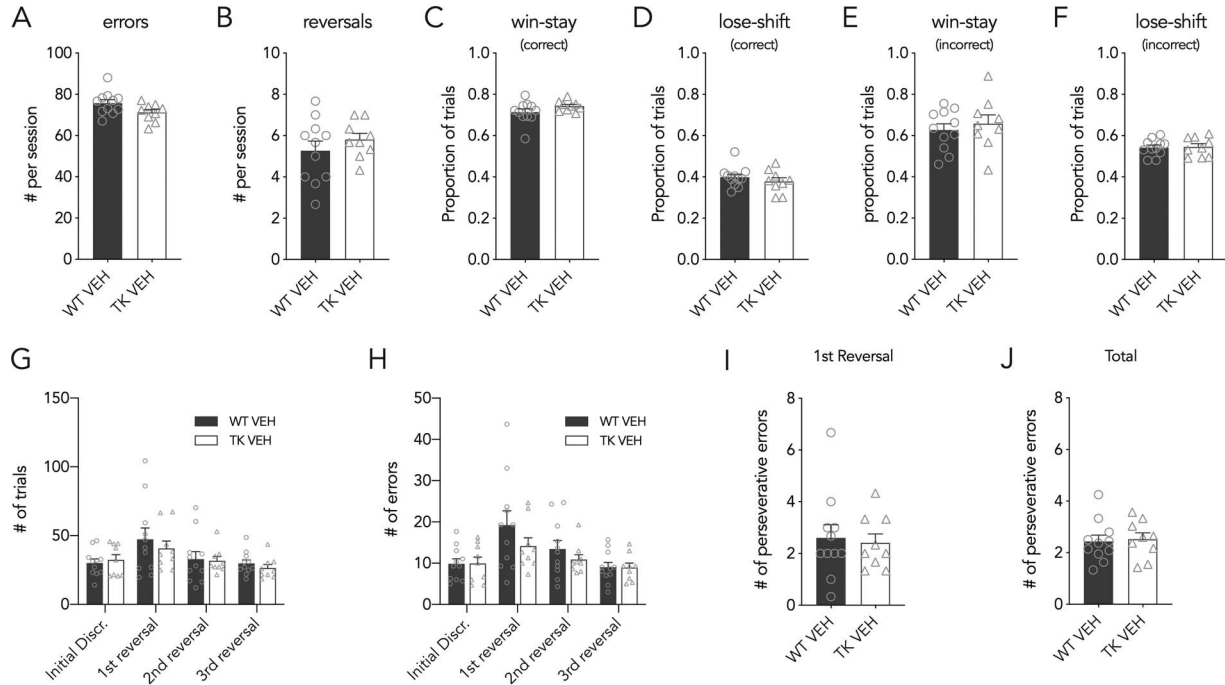 A
errors
# per session
100
80
60
40
20
0
WT VEH
TK VEH
B
reversals
# per session
10
8
6
4
2
0
WT VEH
TK VEH
C
win-stay
(correct)
Proportion of trials
1.0
0.8
0.6
0.4
0.2
0.0
WT VEH
TK VEH
D
lose-shift
(correct)
Proportion of trials
1.0
0.8
0.6
0.4
0.2
0.0
WT VEH
TK VEH
E
win-stay
(incorrect)
proportion of trials
1.0
0.8
0.6
0.4
0.2
0.0
WT VEH
TK VEH
F
lose-shift
(incorrect)
Proportion of trials
1.0
0.8
0.6
0.4
0.2
0.0
WT VEH
TK VEH
G
# of trials
150
100
50
0
WT VEH
TK VEH
Initial Discr.
1st reversal
2nd reversal
3rd reversal
H
# of errors
50
40
30
20
10
0
WT VEH
TK VEH
Initial Discr.
1st reversal
2nd reversal
3rd reversal
I
1st Reversal
# of perseverative errors
8
6
4
2
0
WT VEH
TK VEH
J
Total
# of perseverative errors
8
6
4
2
0
WT VEH
TK VEH